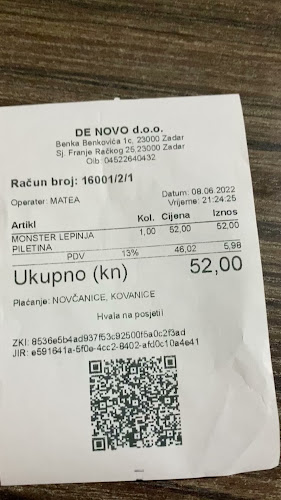 DE NOVO d.o.o.
Benka Benkovića 1c, 23000 Zadar
Sj. Franje Račkog 25,23000 Zadar
Oib: 04522640432
Račun broj: 16001/2/1
Datum: 08.06.2022
Operater: MATEA
Vrijeme: 21:24:25
Artikl Kol. Cijena Iznos
MONSTER LEPINJA 1,00 52,00 52,00
PILETINA
PDV 13% 46,02 5,98
Ukupno (kn) 52,00
Plaćanje: NOVČANICE, KOVANICE
Hvala na posjeti!
ZKI: 8536e5b4ad937f53c92500f5a0c2f3ad
JIR: e591641a-5f0e-4cc2-8402-afd0c10a4e41